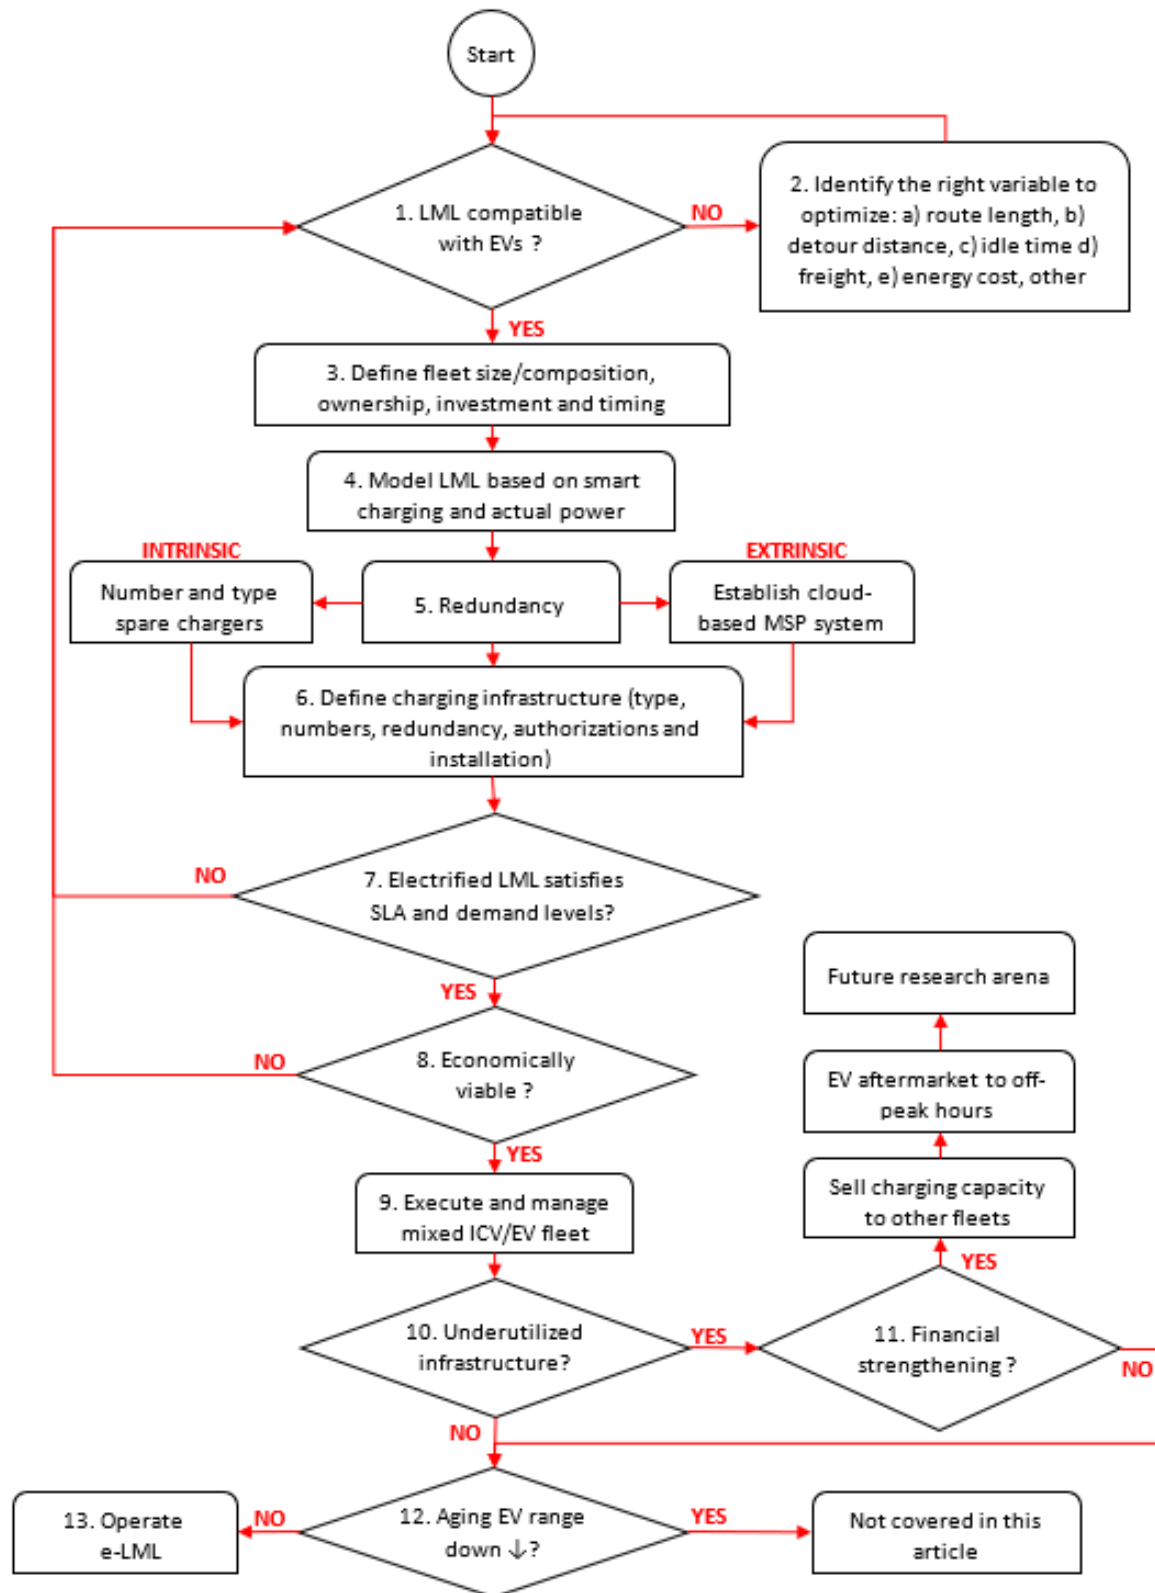 Start
1. LML compatible
with EVs ?
NO
2. Identify the right variable to
optimize: a) route length, b)
detour distance, c) idle time d)
freight, e) energy cost, other
YES
3. Define fleet size/composition,
ownership, investment and timing
4. Model LML based on smart
charging and actual power
INTRINSIC
EXTRINSIC
Number and type
spare chargers
5. Redundancy
Establish cloud-
based MSP system
6. Define charging infrastructure (type,
numbers, redundancy, authorizations and
installation)
NO
7. Electrified LML satisfies
SLA and demand levels?
YES
NO
8. Economically
viable ?
YES
Future research arena
EV aftermarket to off-
peak hours
Sell charging capacity
to other fleets
YES
9. Execute and manage
mixed ICV/EV fleet
10. Underutilized
infrastructure?
YES
11. Financial
strengthening ?
NO
NO
13. Operate
e-LML
NO
12. Aging EV range
down ↓?
YES
Not covered in this
article